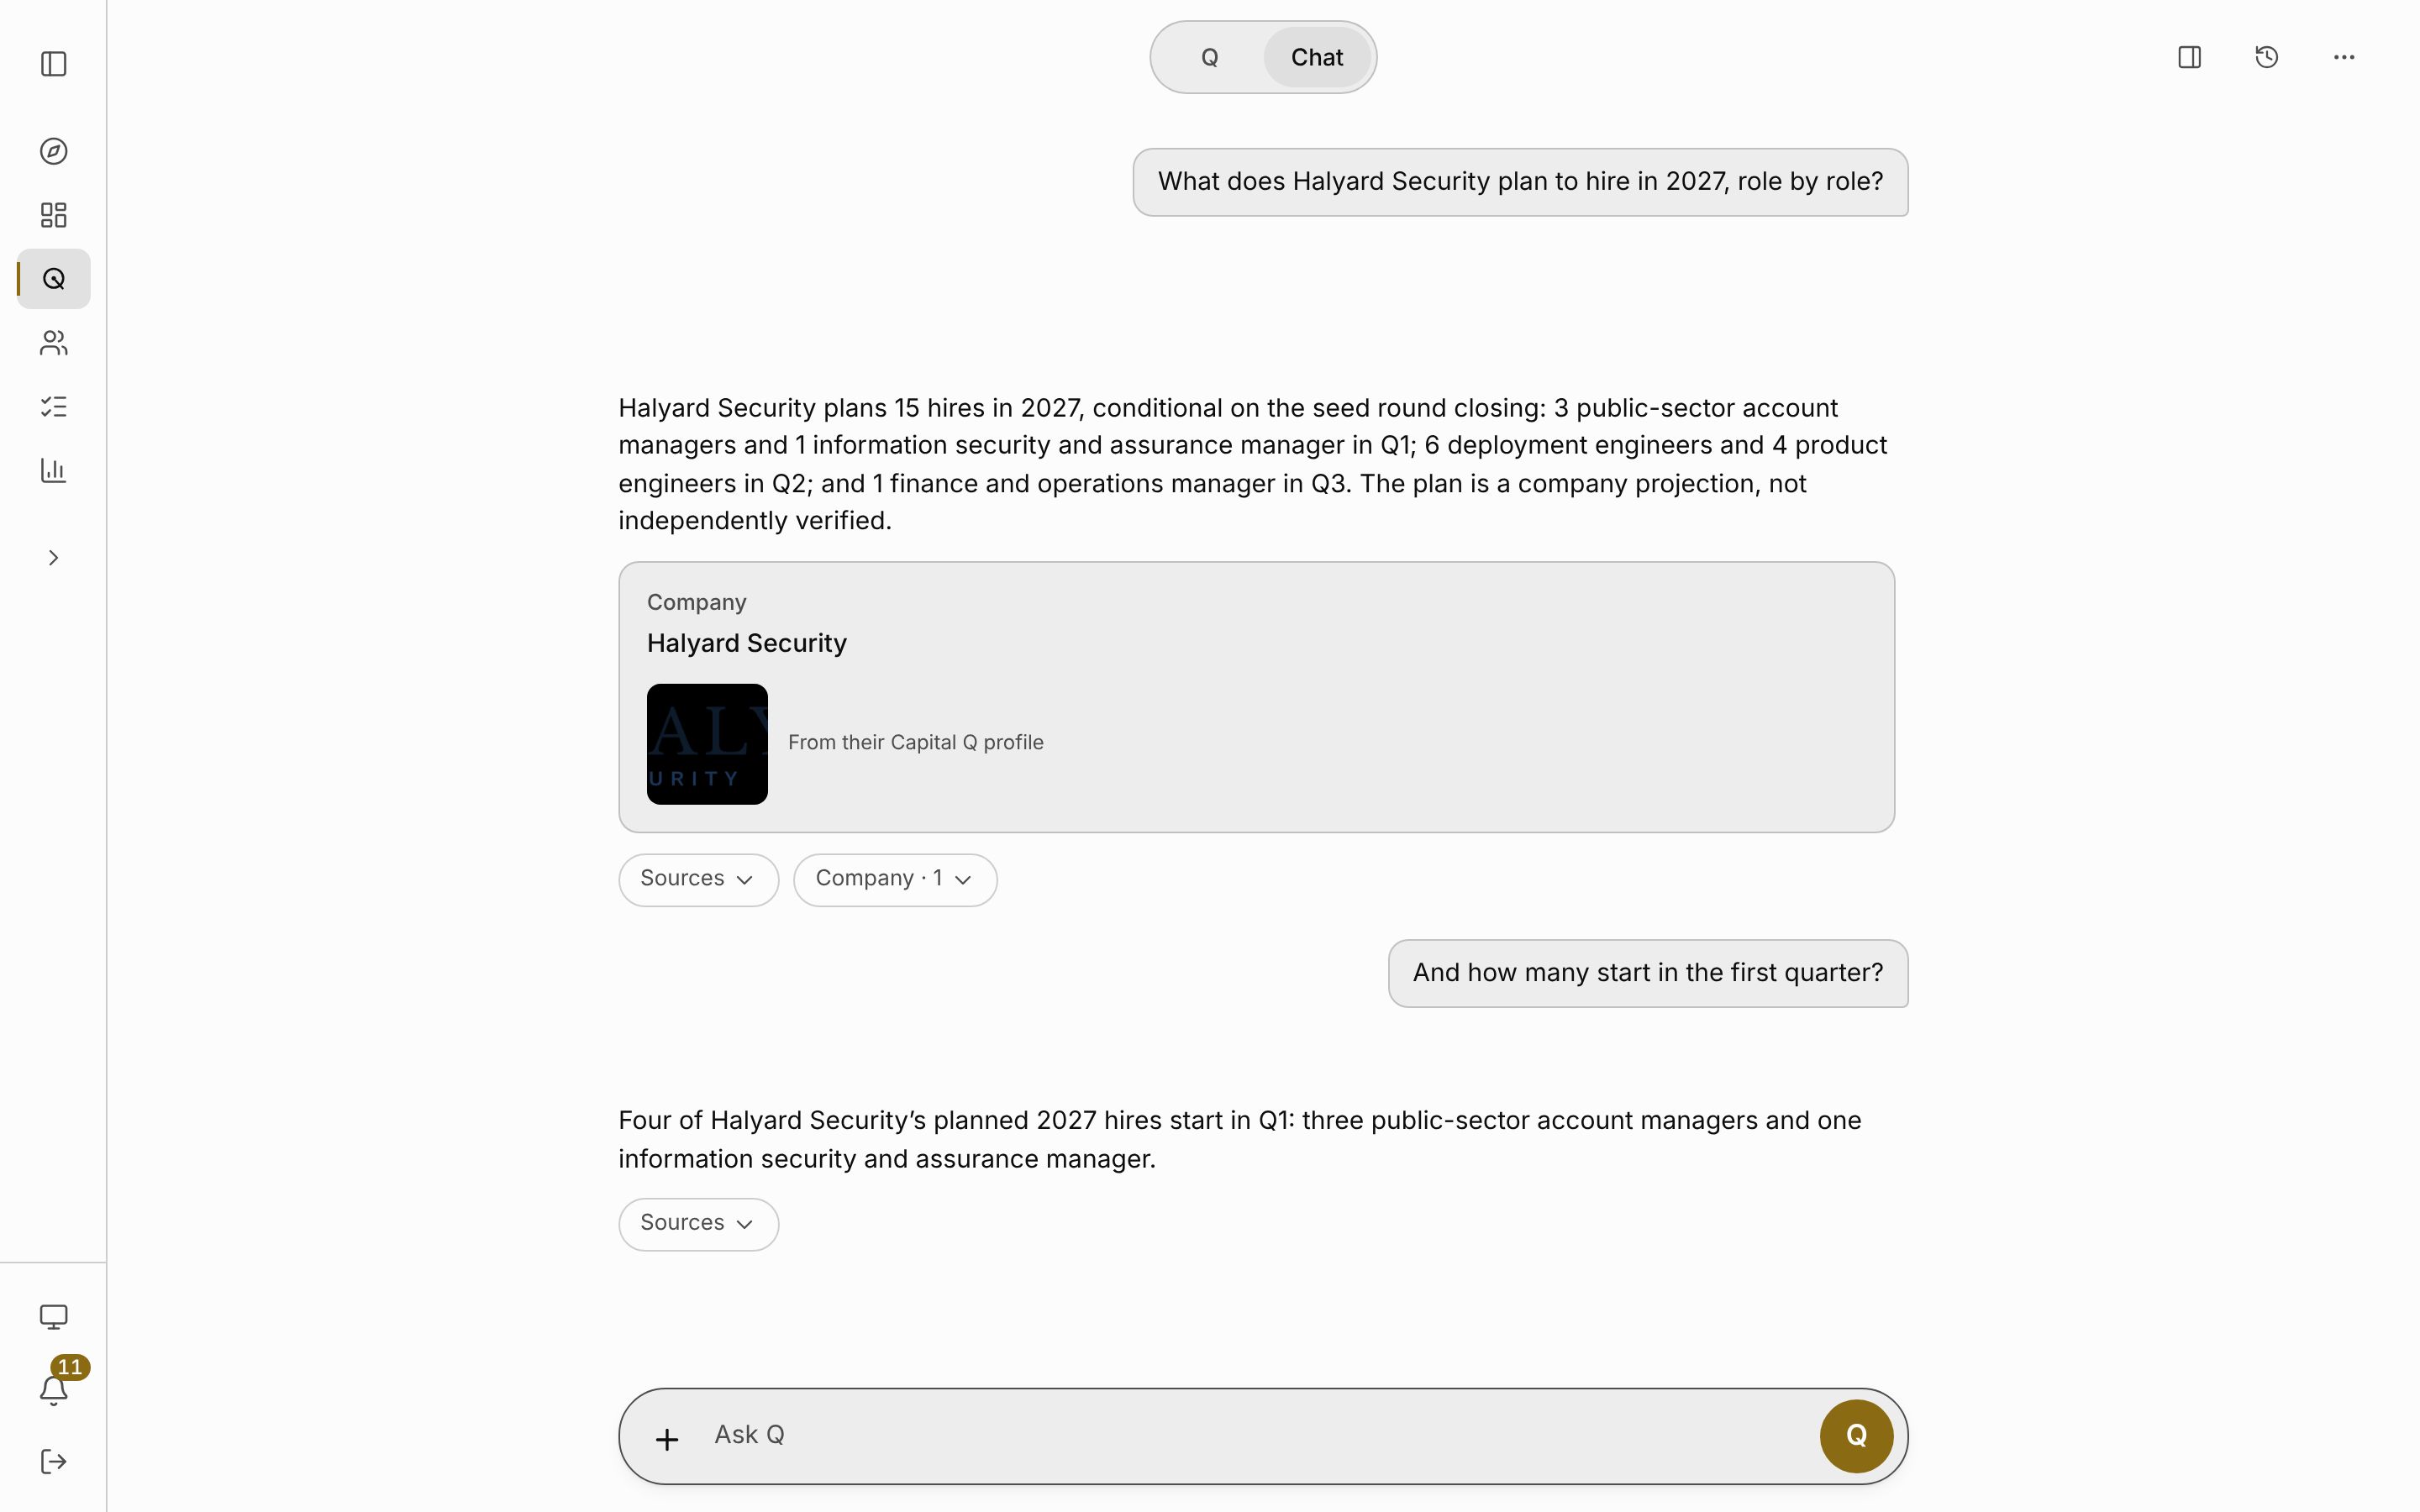 Q
Chat
What does Halyard Security plan to hire in 2027, role by role?
Halyard Security plans 15 hires in 2027, conditional on the seed round closing: 3 public-sector account
managers and 1 information security and assurance manager in Q1; 6 deployment engineers and 4 product
engineers in Q2; and 1 finance and operations manager in Q3. The plan is a company projection, not
independently verified.
Company
Halyard Security
ALY
URITY
From their Capital Q profile
Sources
Company · 1
And how many start in the first quarter?
Four of Halyard Security’s planned 2027 hires start in Q1: three public-sector account managers and one
information security and assurance manager.
Sources
11
Ask Q
Q